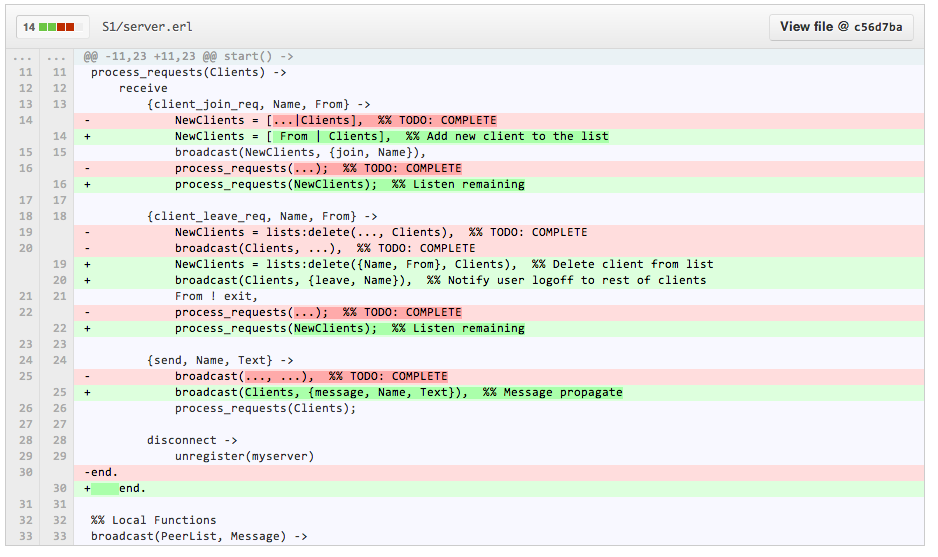 14 S1/server.erl View file @ c56d7ba
... ... @@ -11,23 +11,23 @@ start() ->
11 11 process_requests(Clients) ->
12 12 receive
13 13 {client_join_req, Name, From} ->
14 - NewClients = [...|Clients], %% TODO: COMPLETE
14 + NewClients = [ From | Clients], %% Add new client to the list
15 15 broadcast(NewClients, {join, Name}),
16 - process_requests(...); %% TODO: COMPLETE
16 + process_requests(NewClients); %% Listen remaining
17 17
18 18 {client_leave_req, Name, From} ->
19 - NewClients = lists:delete(..., Clients), %% TODO: COMPLETE
20 - broadcast(Clients, ...), %% TODO: COMPLETE
19 + NewClients = lists:delete({Name, From}, Clients), %% Delete client from list
20 + broadcast(Clients, {leave, Name}), %% Notify user logoff to rest of clients
21 21 From ! exit,
22 - process_requests(...); %% TODO: COMPLETE
22 + process_requests(NewClients); %% Listen remaining
23 23
24 24 {send, Name, Text} ->
25 - broadcast(..., ...), %% TODO: COMPLETE
25 + broadcast(Clients, {message, Name, Text}), %% Message propagate
26 26 process_requests(Clients);
27 27
28 28 disconnect ->
29 29 unregister(myserver)
30 -end.
30 + end.
31 31
32 32 %% Local Functions
33 33 broadcast(PeerList, Message) ->